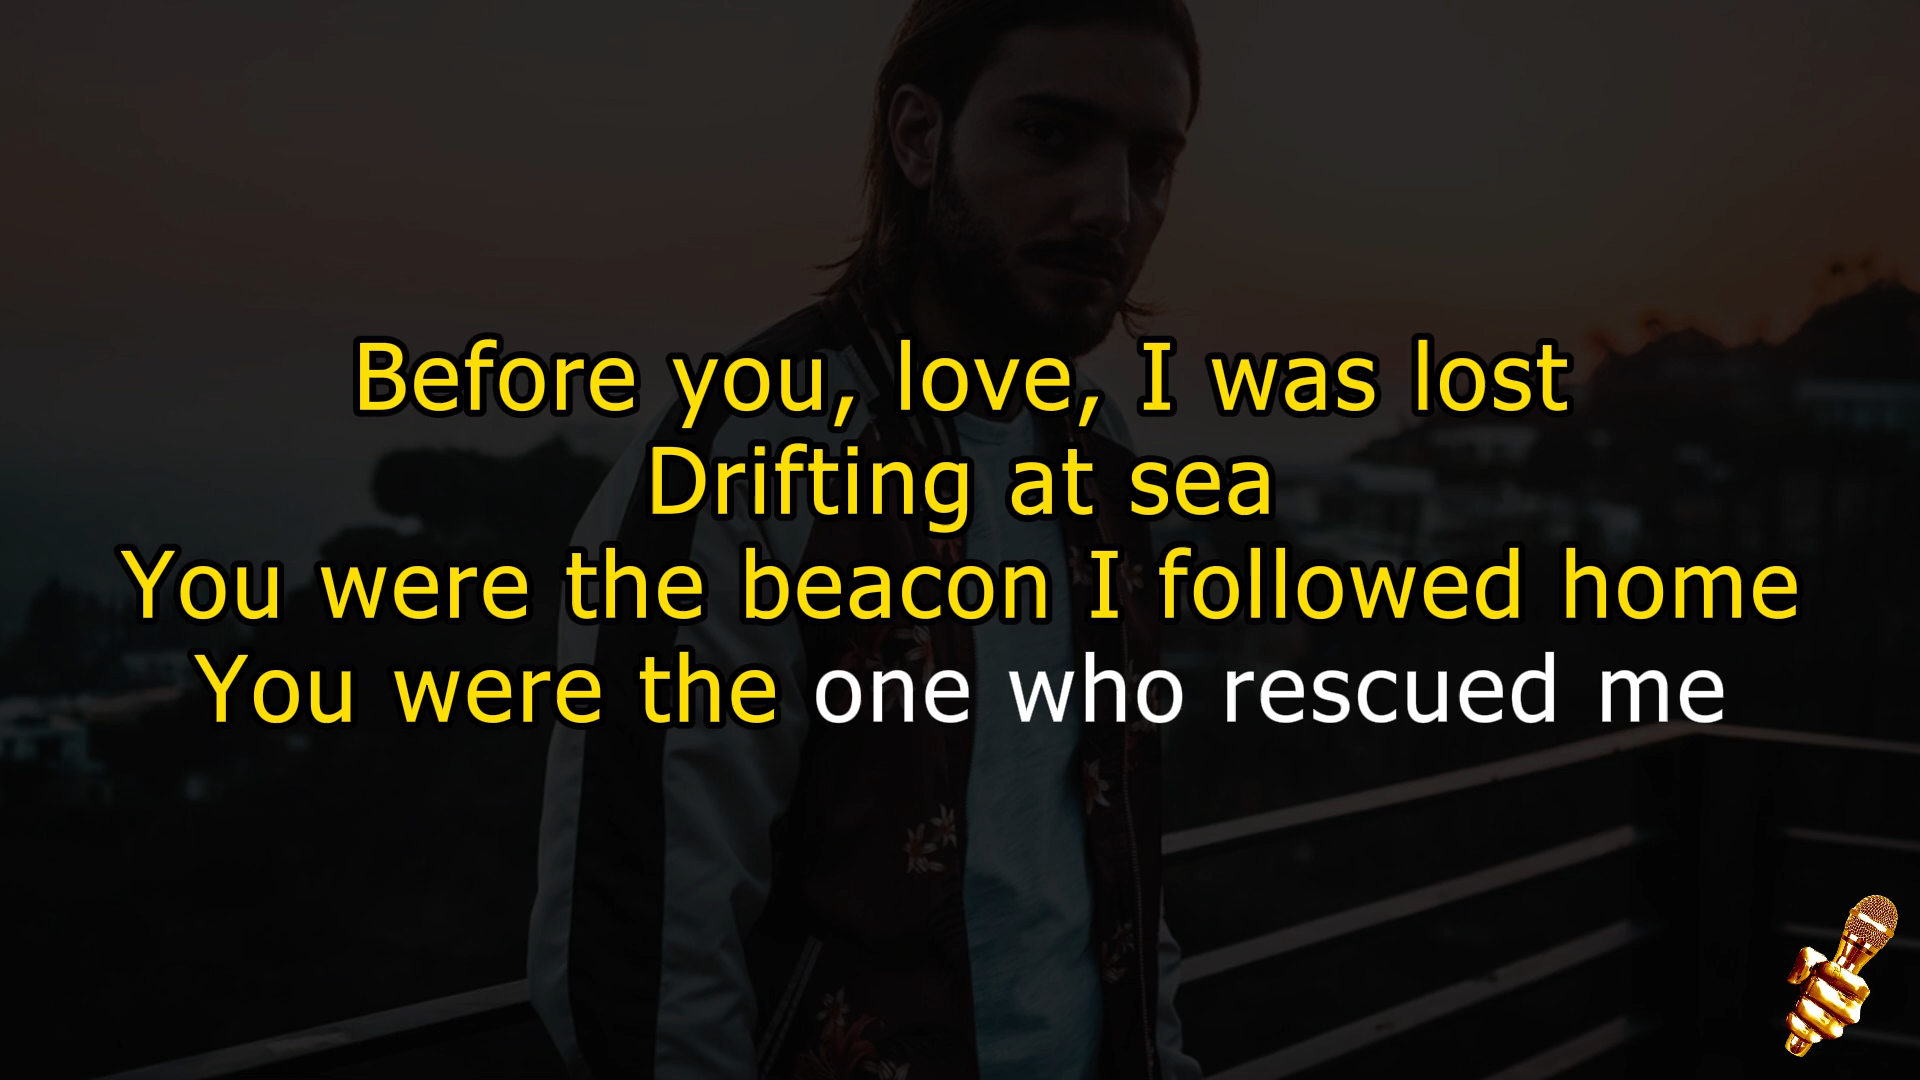 Before you, love, I was lost
Drifting at sea
You were the beacon I followed home
You were the one who rescued me